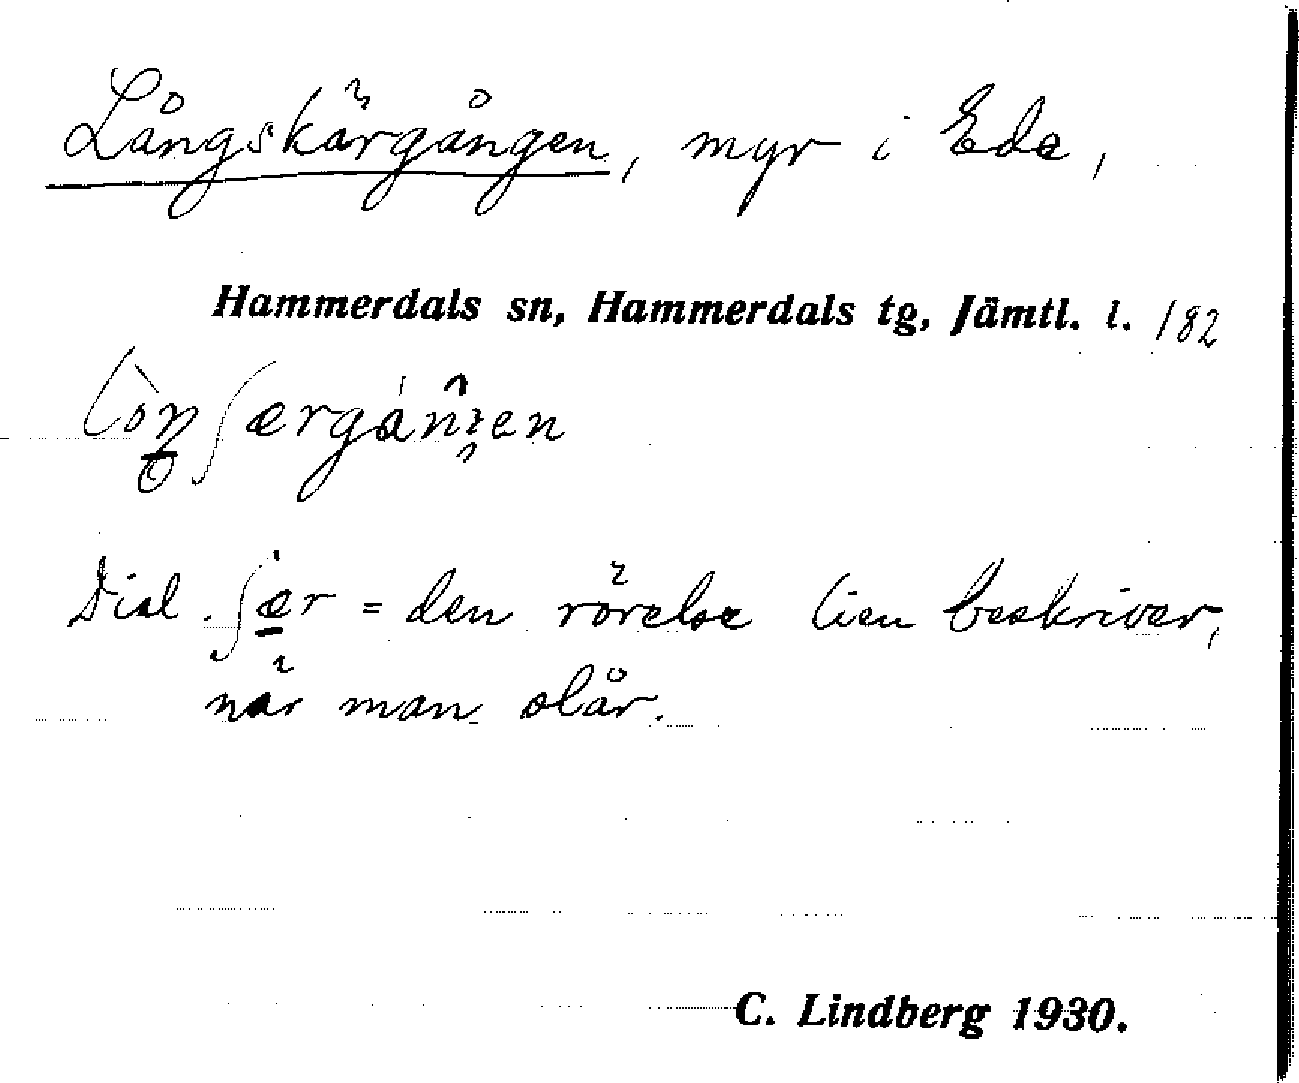 Långskärgången, myr i Ede,
Hammerdals sn, Hammerdals tg, Jämtl. l. 182
Dial. ʃær = den rörelse lien beskriver,
när man slår.
C. Lindberg 1930.